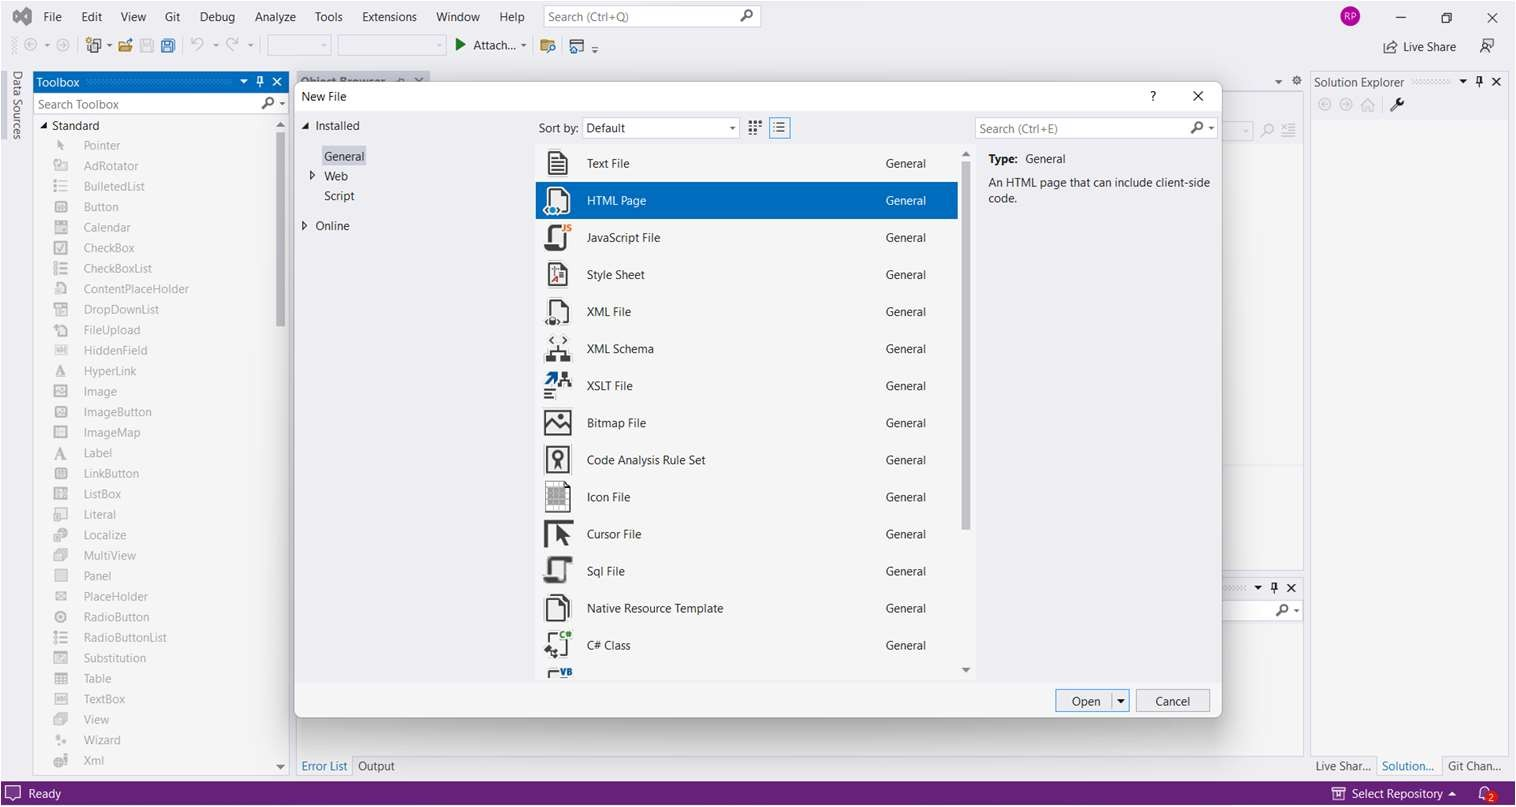 File Edit View Git Debug Analyze Tools Extensions Window Help Search (Ctrl+Q) RP
Attach... Live Share
Data Sources
Toolbox
Search Toolbox
Standard
Pointer
AdRotator
BulletedList
Button
Calendar
CheckBox
CheckBoxList
ContentPlaceHolder
DropDownList
FileUpload
HiddenField
HyperLink
Image
ImageButton
ImageMap
Label
LinkButton
ListBox
Literal
Localize
MultiView
Panel
PlaceHolder
RadioButton
RadioButtonList
Substitution
Table
TextBox
View
Wizard
Xml
Object Browser
New File ?
Installed
General
Web
Script
Online
Sort by: Default
Text File General
HTML Page General
JavaScript File General
Style Sheet General
XML File General
XML Schema General
XSLT File General
Bitmap File General
Code Analysis Rule Set General
Icon File General
Cursor File General
Sql File General
Native Resource Template General
C# Class General
VB
Search (Ctrl+E)
Type: General
An HTML page that can include client-side
code.
Open Cancel
Solution Explorer
Error List Output
Live Shar... Solution... Git Chan...
Ready Select Repository 2